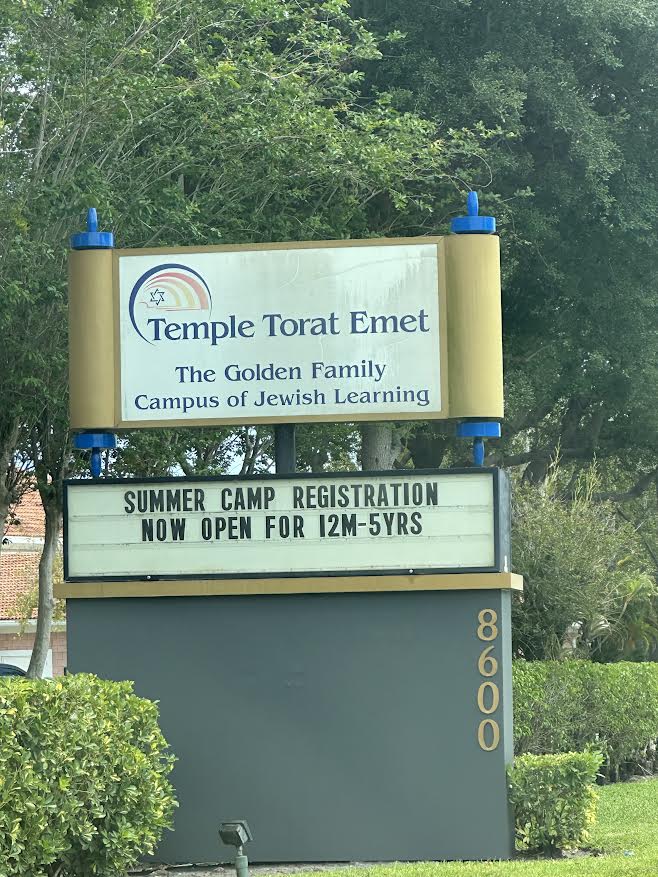 Temple Torat Emet
The Golden Family
Campus of Jewish Learning
SUMMER CAMP REGISTRATION
NOW OPEN FOR 12M-5YRS
8600